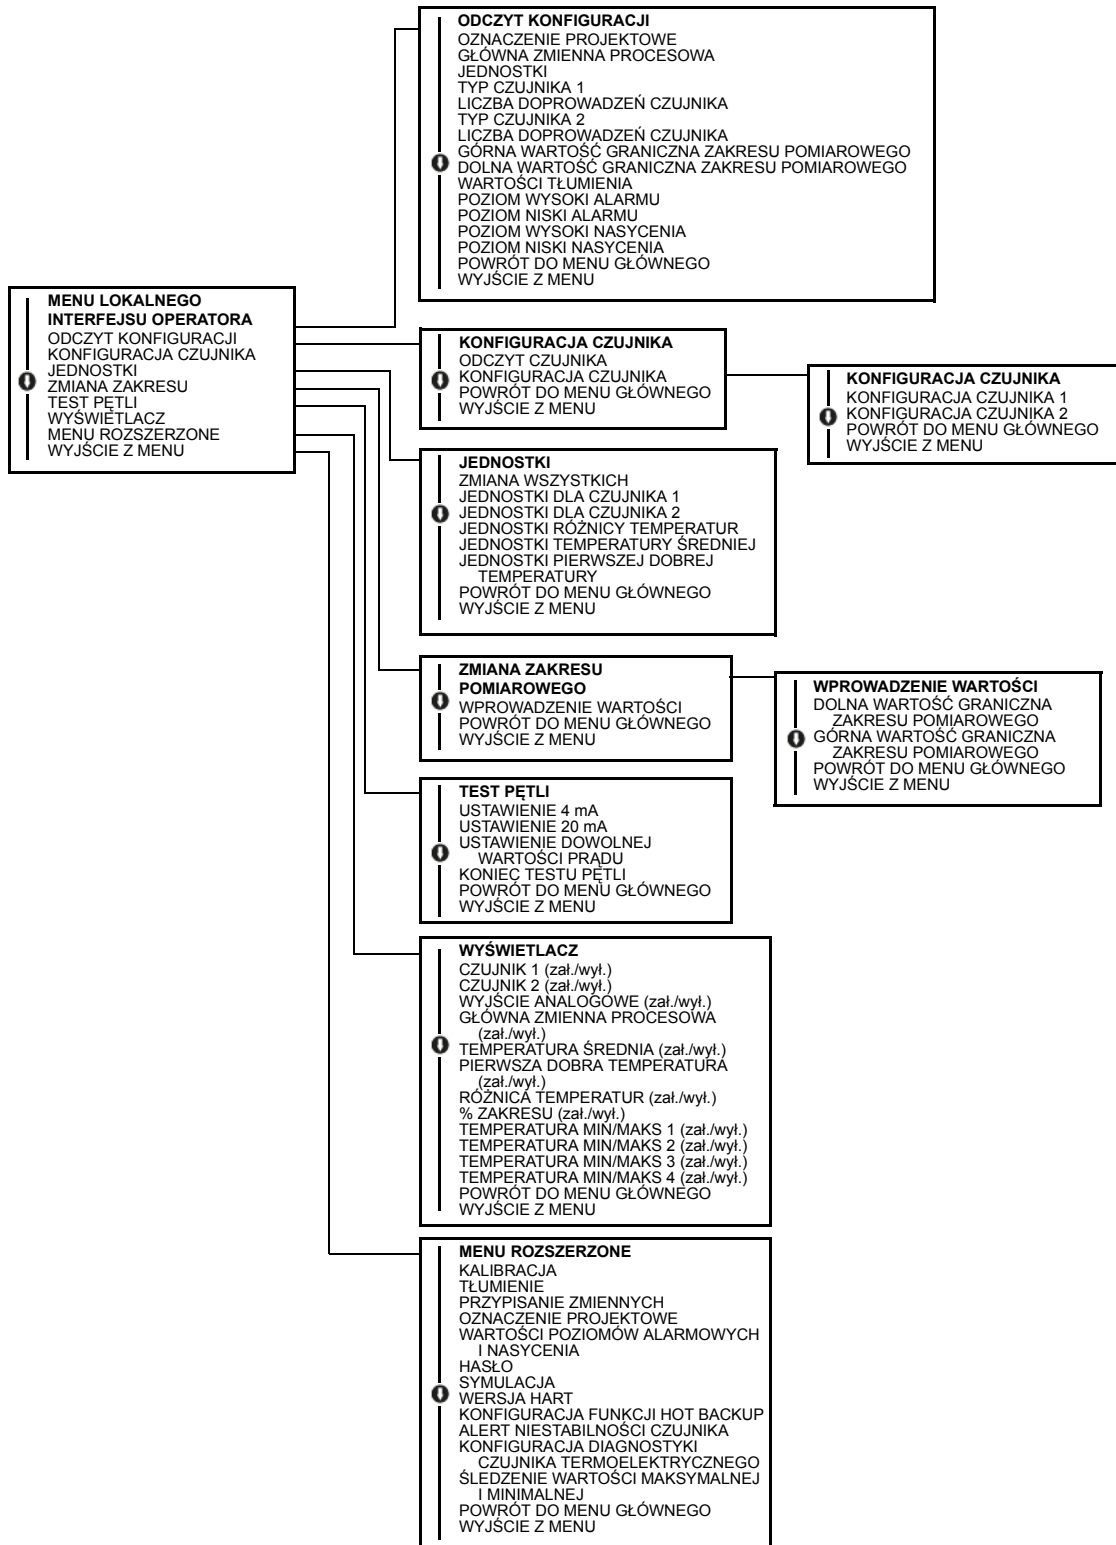 ODCZYT KONFIGURACJI
OZNACZENIE PROJEKTOWE
GŁÓWNA ZMIENNA PROCESOWA
JEDNOSTKI
TYP CZUJNIKA 1
LICZBA DOPROWADZEŃ CZUJNIKA
TYP CZUJNIKA 2
LICZBA DOPROWADZEŃ CZUJNIKA
GÓRNA WARTOŚĆ GRANICZNA ZAKRESU POMIAROWEGO
DOLNA WARTOŚĆ GRANICZNA ZAKRESU POMIAROWEGO
WARTOŚCI TŁUMIENIA
POZIOM WYSOKI ALARMU
POZIOM NISKI ALARMU
POZIOM WYSOKI NASYCENIA
POZIOM NISKI NASYCENIA
POWRÓT DO MENU GŁÓWNEGO
WYJŚCIE Z MENU
MENU LOKALNEGO
INTERFEJSU OPERATORA
ODCZYT KONFIGURACJI
KONFIGURACJA CZUJNIKA
JEDNOSTKI
ZMIANA ZAKRESU
TEST PĘTLI
WYŚWIETLACZ
MENU ROZSZERZONE
WYJŚCIE Z MENU
KONFIGURACJA CZUJNIKA
ODCZYT CZUJNIKA
KONFIGURACJA CZUJNIKA
POWRÓT DO MENU GŁÓWNEGO
WYJŚCIE Z MENU
KONFIGURACJA CZUJNIKA
KONFIGURACJA CZUJNIKA 1
KONFIGURACJA CZUJNIKA 2
POWRÓT DO MENU GŁÓWNEGO
WYJŚCIE Z MENU
JEDNOSTKI
ZMIANA WSZYSTKICH
JEDNOSTKI DLA CZUJNIKA 1
JEDNOSTKI DLA CZUJNIKA 2
JEDNOSTKI RÓŻNICY TEMPERATUR
JEDNOSTKI TEMPERATURY ŚREDNIEJ
JEDNOSTKI PIERWSZEJ DOBREJ
TEMPERATURY
POWRÓT DO MENU GŁÓWNEGO
WYJŚCIE Z MENU
ZMIANA ZAKRESU
POMIAROWEGO
WPROWADZENIE WARTOŚCI
POWRÓT DO MENU GŁÓWNEGO
WYJŚCIE Z MENU
WPROWADZENIE WARTOŚCI
DOLNA WARTOŚĆ GRANICZNA
ZAKRESU POMIAROWEGO
GÓRNA WARTOŚĆ GRANICZNA
ZAKRESU POMIAROWEGO
POWRÓT DO MENU GŁÓWNEGO
WYJŚCIE Z MENU
TEST PĘTLI
USTAWIENIE 4 mA
USTAWIENIE 20 mA
USTAWIENIE DOWOLNEJ
WARTOŚCI PRĄDU
KONIEC TESTU PĘTLI
POWRÓT DO MENU GŁÓWNEGO
WYJŚCIE Z MENU
WYŚWIETLACZ
CZUJNIK 1 (zał./wył.)
CZUJNIK 2 (zał./wył.)
WYJŚCIE ANALOGOWE (zał./wył.)
GŁÓWNA ZMIENNA PROCESOWA
(zał./wył.)
TEMPERATURA ŚREDNIA (zał./wył.)
PIERWSZA DOBRA TEMPERATURA
(zał./wył.)
RÓŻNICA TEMPERATUR (zał./wył.)
% ZAKRESU (zał./wył.)
TEMPERATURA MIN/MAKS 1 (zał./wył.)
TEMPERATURA MIN/MAKS 2 (zał./wył.)
TEMPERATURA MIN/MAKS 3 (zał./wył.)
TEMPERATURA MIN/MAKS 4 (zał./wył.)
POWRÓT DO MENU GŁÓWNEGO
WYJŚCIE Z MENU
MENU ROZSZERZONE
KALIBRACJA
TŁUMIENIE
PRZYPISANIE ZMIENNYCH
OZNACZENIE PROJEKTOWE
WARTOŚCI POZIOMÓW ALARMOWYCH
I NASYCENIA
HASŁO
SYMULACJA
WERSJA HART
KONFIGURACJA FUNKCJI HOT BACKUP
ALERT NIESTABILNOŚCI CZUJNIKA
KONFIGURACJA DIAGNOSTYKI
CZUJNIKA TERMOELEKTRYCZNEGO
ŚLEDZENIE WARTOŚCI MAKSYMALNEJ
I MINIMALNEJ
POWRÓT DO MENU GŁÓWNEGO
WYJŚCIE Z MENU